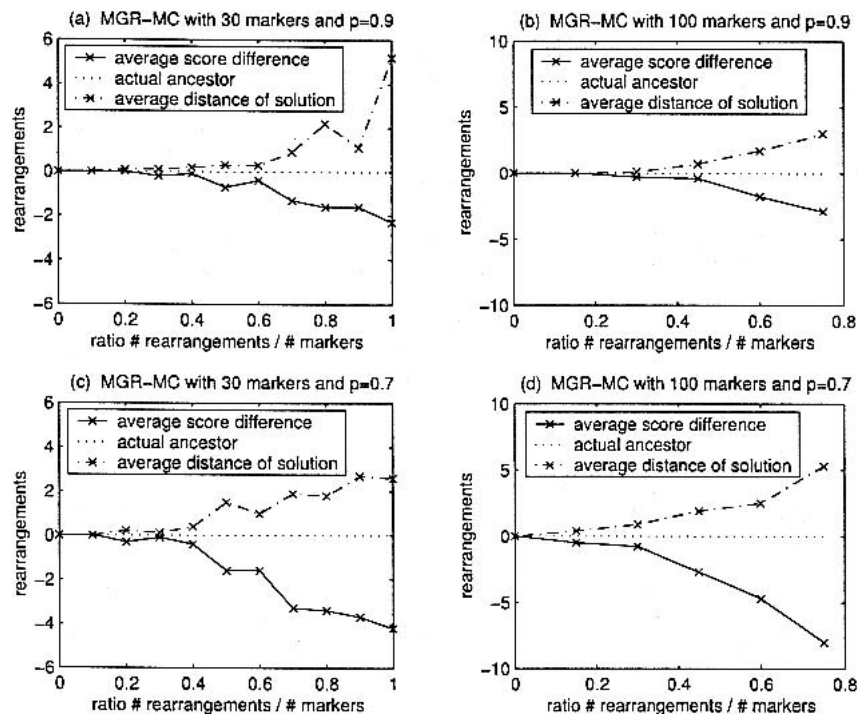 (a) MGR-MC with 30 markers and p=0.9
6
4
2
0
-2
-4
-6
rearrangements
average score difference
actual ancestor
average distance of solution
0 0.2 0.4 0.6 0.8 1
ratio # rearrangements / # markers
(b) MGR-MC with 100 markers and p=0.9
10
5
0
-5
-10
rearrangements
average score difference
actual ancestor
average distance of solution
0 0.2 0.4 0.6 0.8
ratio # rearrangements / # markers
(c) MGR-MC with 30 markers and p=0.7
6
4
2
0
-2
-4
-6
rearrangements
average score difference
actual ancestor
average distance of solution
0 0.2 0.4 0.6 0.8 1
ratio # rearrangements / # markers
(d) MGR-MC with 100 markers and p=0.7
10
5
0
-5
-10
rearrangements
average score difference
actual ancestor
average distance of solution
0 0.2 0.4 0.6 0.8
ratio # rearrangements / # markers